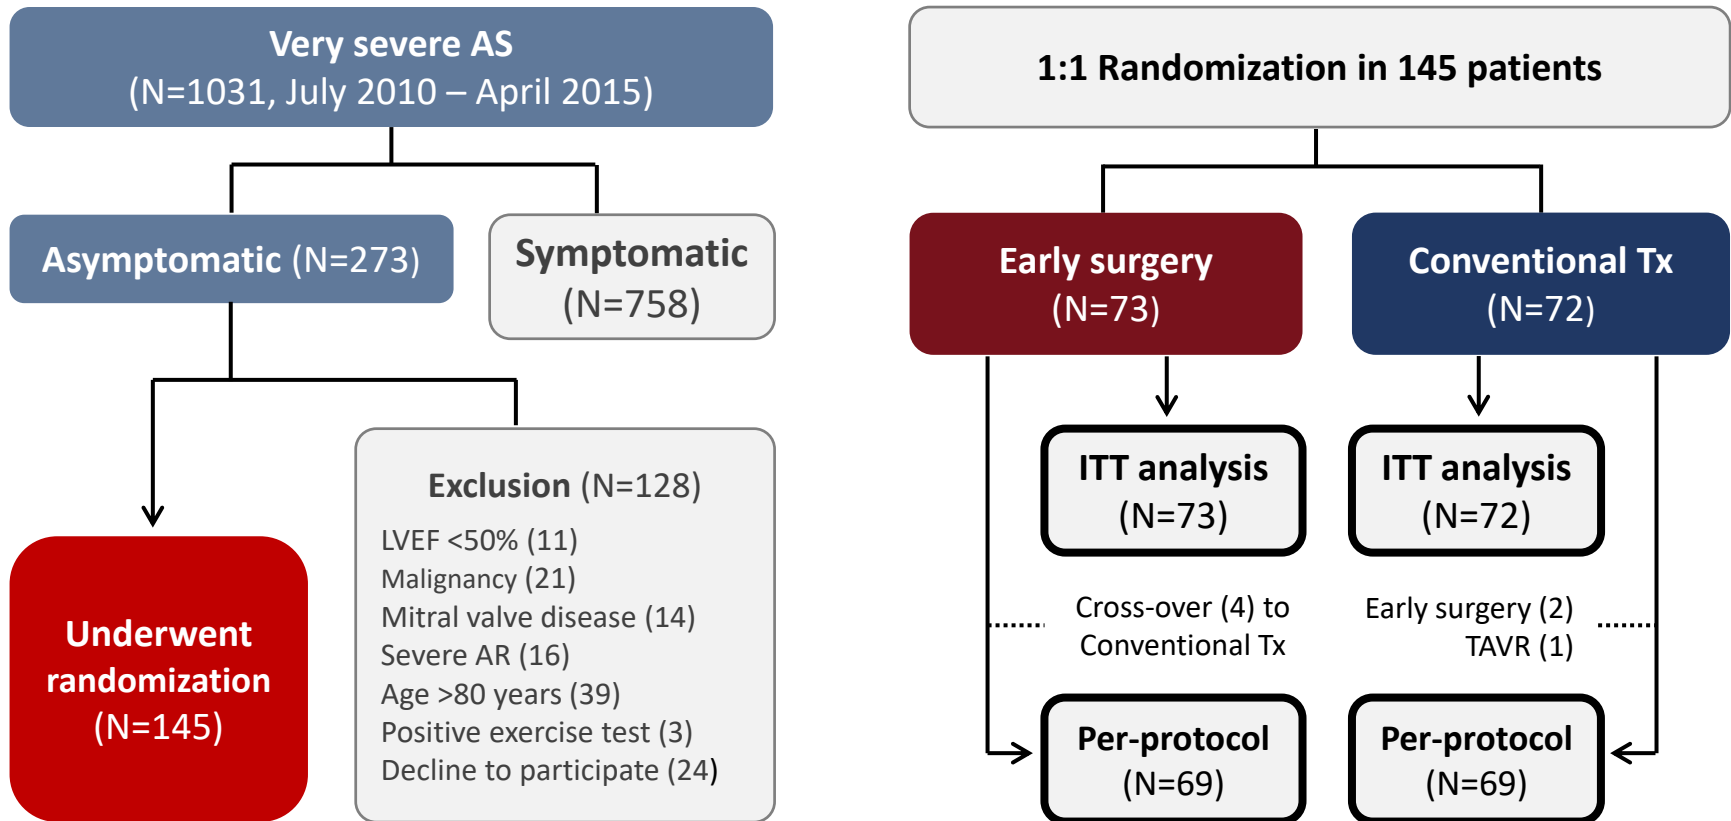 Very severe AS
(N=1031, July 2010 – April 2015)
Asymptomatic (N=273)
Symptomatic
(N=758)
Exclusion (N=128)
LVEF <50% (11)
Malignancy (21)
Mitral valve disease (14)
Severe AR (16)
Age >80 years (39)
Positive exercise test (3)
Decline to participate (24)
Underwent
randomization
(N=145)
1:1 Randomization in 145 patients
Early surgery
(N=73)
Conventional Tx
(N=72)
ITT analysis
(N=73)
ITT analysis
(N=72)
Cross-over (4) to
Conventional Tx
Early surgery (2)
TAVR (1)
Per-protocol
(N=69)
Per-protocol
(N=69)